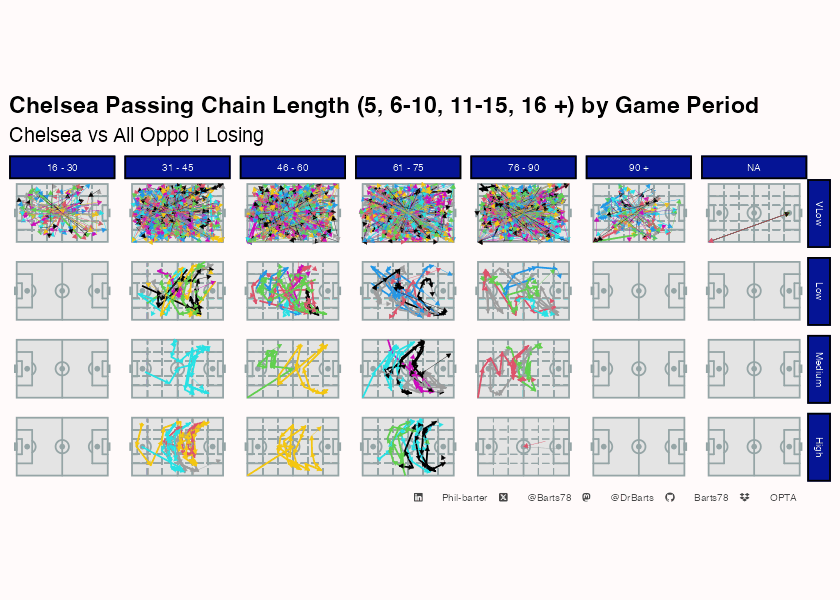 Chelsea Passing Chain Length (5, 6-10, 11-15, 16 +) by Game Period
Chelsea vs All Oppo I Losing
16 - 30 31 - 45 46 - 60 61 - 75 76 - 90 90 + NA
V Low
Low
Medium
High
Phil-barter @Barts78 @DrBarts Barts78 OPTA